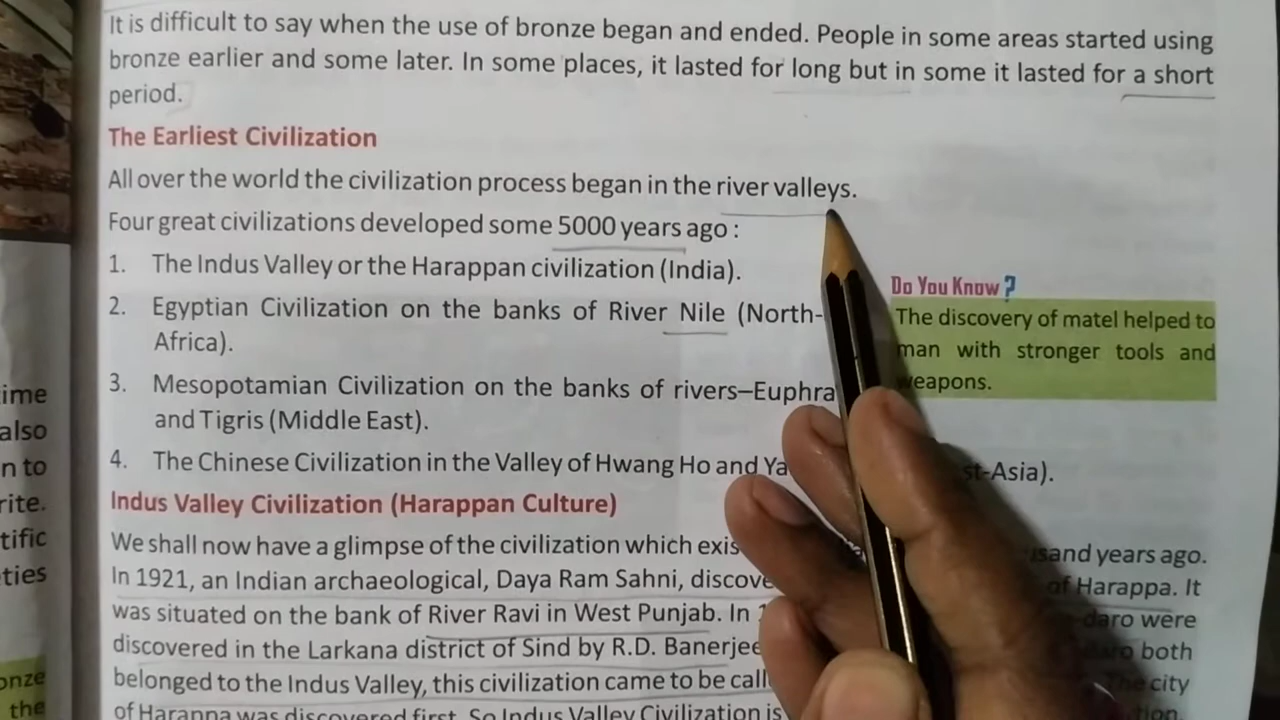 It is difficult to say when the use of bronze began and ended. People in some areas started using
bronze earlier and some later. In some places, it lasted for long but in some it lasted for a short
period.
The Earliest Civilization
All over the world the civilization process began in the river valleys.
Four great civilizations developed some 5000 years ago :
1. The Indus Valley or the Harappan civilization (India).
2. Egyptian Civilization on the banks of River Nile (North-
Africa).
3. Mesopotamian Civilization on the banks of rivers–Euphra
and Tigris (Middle East).
4. The Chinese Civilization in the Valley of Hwang Ho and Ya st-Asia).
Do You Know ?
The discovery of matel helped to
man with stronger tools and
weapons.
Indus Valley Civilization (Harappan Culture)
We shall now have a glimpse of the civilization which exis usand years ago.
In 1921, an Indian archaeological, Daya Ram Sahni, discove of Harappa. It
was situated on the bank of River Ravi in West Punjab. In daro were
discovered in the Larkana district of Sind by R.D. Banerjee both
belonged to the Indus Valley, this civilization came to be call The city
of Harappa was discovered first. So Indus Valley Civilization is tion
ime
also
n to
rite.
tific
ties
onze
the